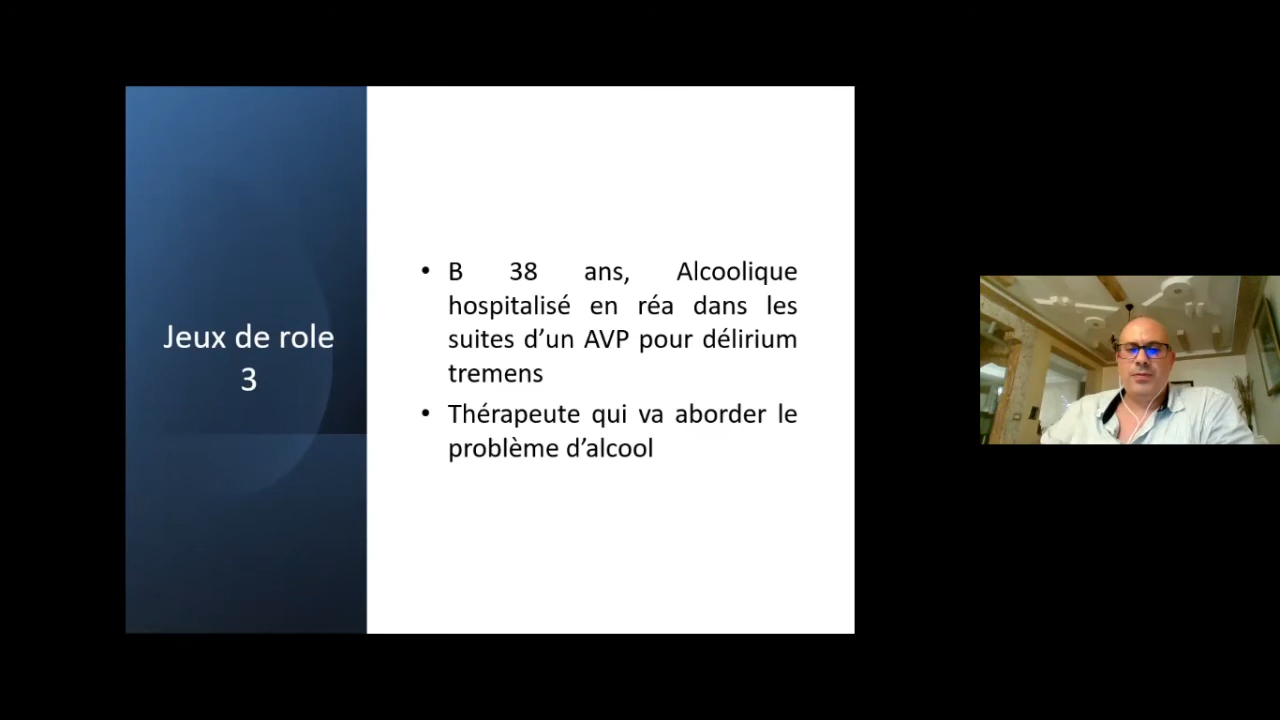 Jeux de role
3
• B 38 ans, Alcoolique
hospitalisé en réa dans les
suites d’un AVP pour délirium
tremens
• Thérapeute qui va aborder le
problème d’alcool